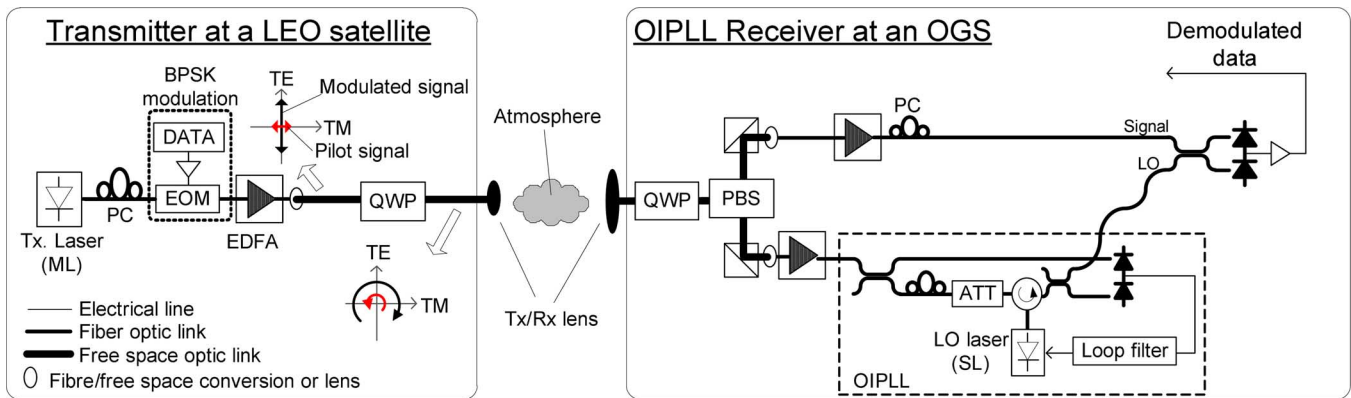 Transmitter at a LEO satellite
BPSK
modulation
DATA
EOM
PC
Tx. Laser
(ML)
EDFA
TE
Modulated signal
TM
Pilot signal
QWP
TE
TM
Electrical line
Fiber optic link
Free space optic link
Fibre/free space conversion or lens
Atmosphere
Tx/Rx lens
OIPLL Receiver at an OGS
QWP
PBS
PC
Signal
LO
Demodulated
data
ATT
LO laser
(SL)
Loop filter
OIPLL